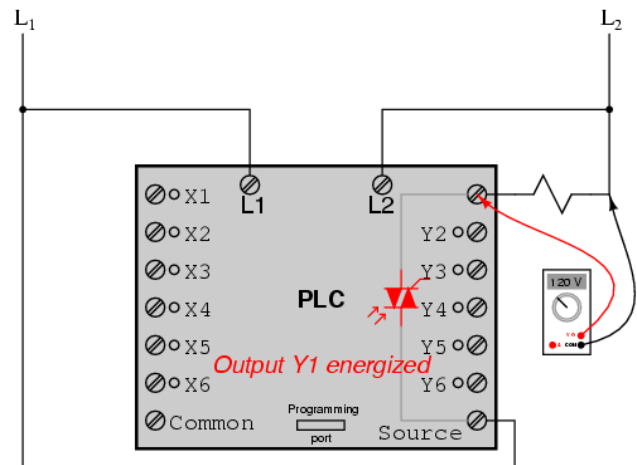 L1
L2
L1
L2
X1
X2
Y2
X3
Y3
120 V
PLC
X4
Y4
V Ω
A COM
X5
Y5
Output Y1 energized
X6
Y6
Programming
port
Common
Source